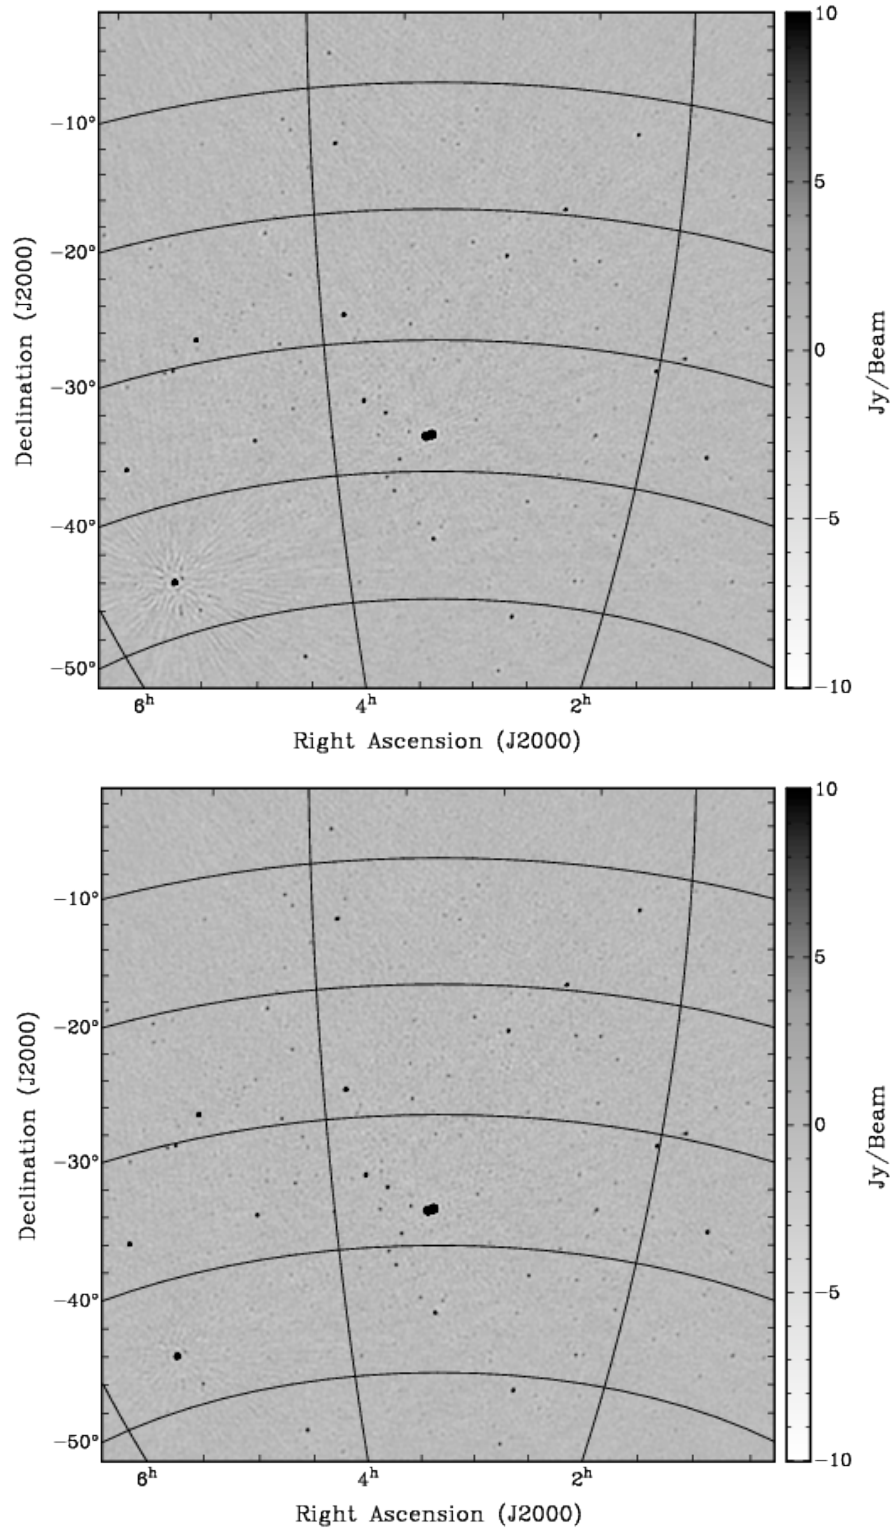 10
−10°
5
−20°
Declination (J2000)
0
Jy/Beam
−30°
−40°
−5
−50°
−10
6h 4h 2h
Right Ascension (J2000)
10
−10°
5
−20°
Declination (J2000)
0
Jy/Beam
−30°
−40°
−5
−50°
−10
6h 4h 2h
Right Ascension (J2000)